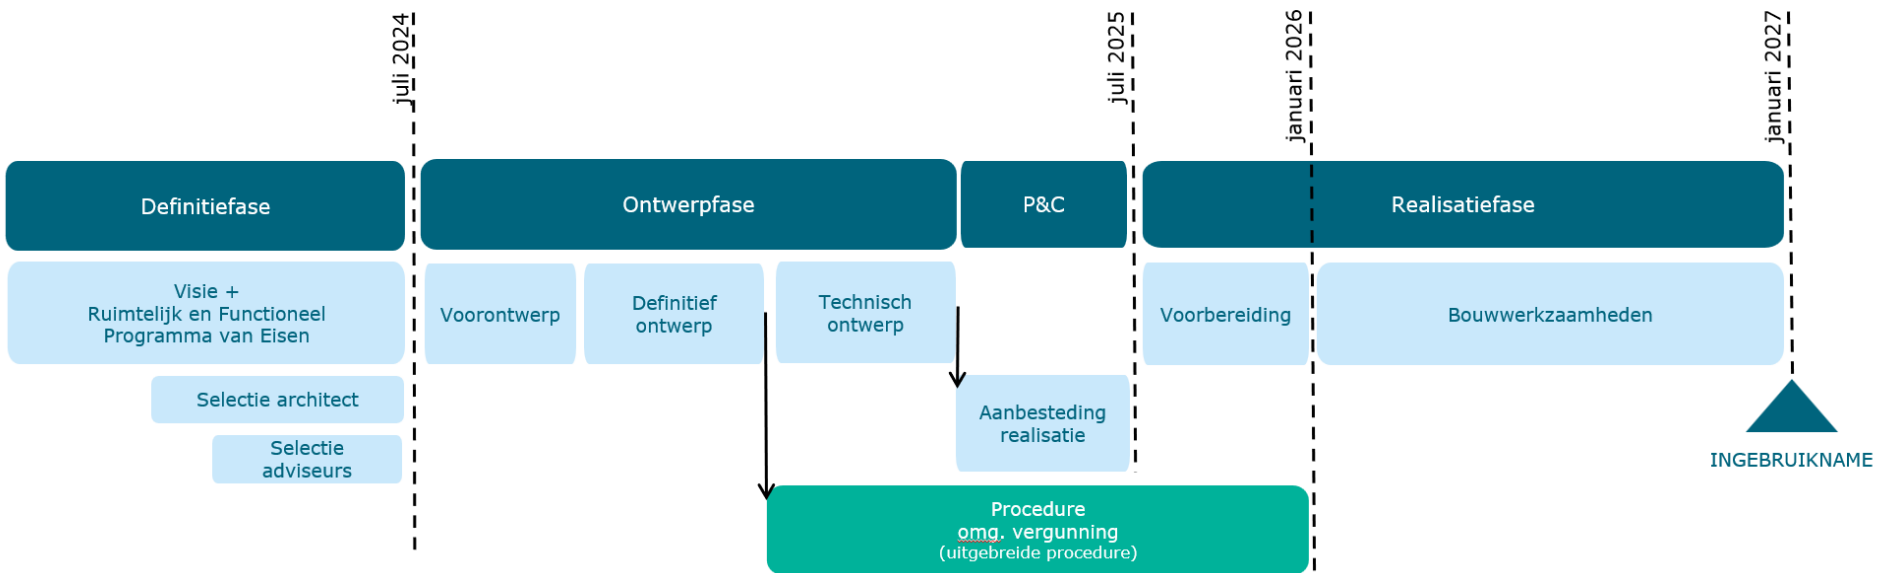 juli 2024
juli 2025
januari 2026
januari 2027
Definitiefase
Ontwerpfase
P&C
Realisatiefase
Visie +
Ruimtelijk en Functioneel
Programma van Eisen
Voorontwerp
Definitief
ontwerp
Technisch
ontwerp
Voorbereiding
Bouwwerkzaamheden
Selectie architect
Aanbesteding
realisatie
Selectie
adviseurs
INGEBRUIKNAME
Procedure
omg. vergunning
(uitgebreide procedure)